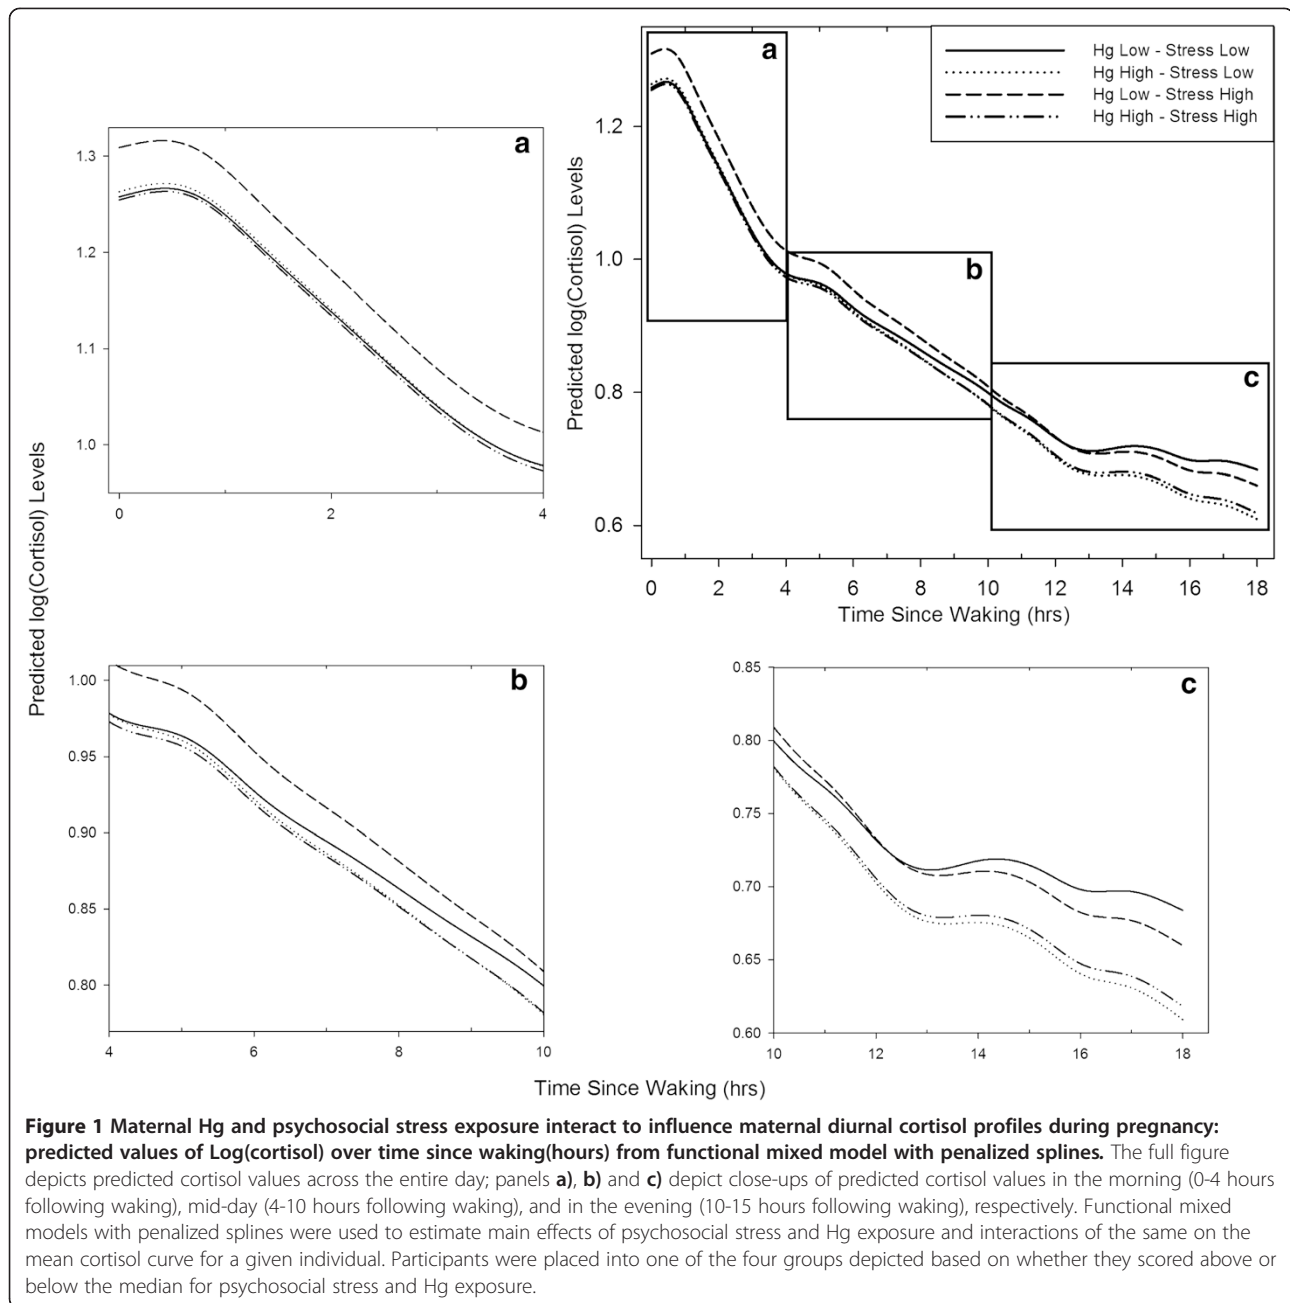 a
1.3
1.2
1.1
1.0
0
2
4
Predicted log(Cortisol) Levels
a
b
c
Hg Low - Stress Low
Hg High - Stress Low
Hg Low - Stress High
Hg High - Stress High
1.2
1.0
0.8
0.6
0 2 4 6 8 10 12 14 16 18
Predicted log(Cortisol) Levels
Time Since Waking (hrs)
b
1.00
0.95
0.90
0.85
0.80
4 6 8 10
c
0.85
0.80
0.75
0.70
0.65
0.60
10 12 14 16 18
Time Since Waking (hrs)
Figure 1 Maternal Hg and psychosocial stress exposure interact to influence maternal diurnal cortisol profiles during pregnancy:
predicted values of Log(cortisol) over time since waking(hours) from functional mixed model with penalized splines. The full figure
depicts predicted cortisol values across the entire day; panels a), b) and c) depict close-ups of predicted cortisol values in the morning (0-4 hours
following waking), mid-day (4-10 hours following waking), and in the evening (10-15 hours following waking), respectively. Functional mixed
models with penalized splines were used to estimate main effects of psychosocial stress and Hg exposure and interactions of the same on the
mean cortisol curve for a given individual. Participants were placed into one of the four groups depicted based on whether they scored above or
below the median for psychosocial stress and Hg exposure.